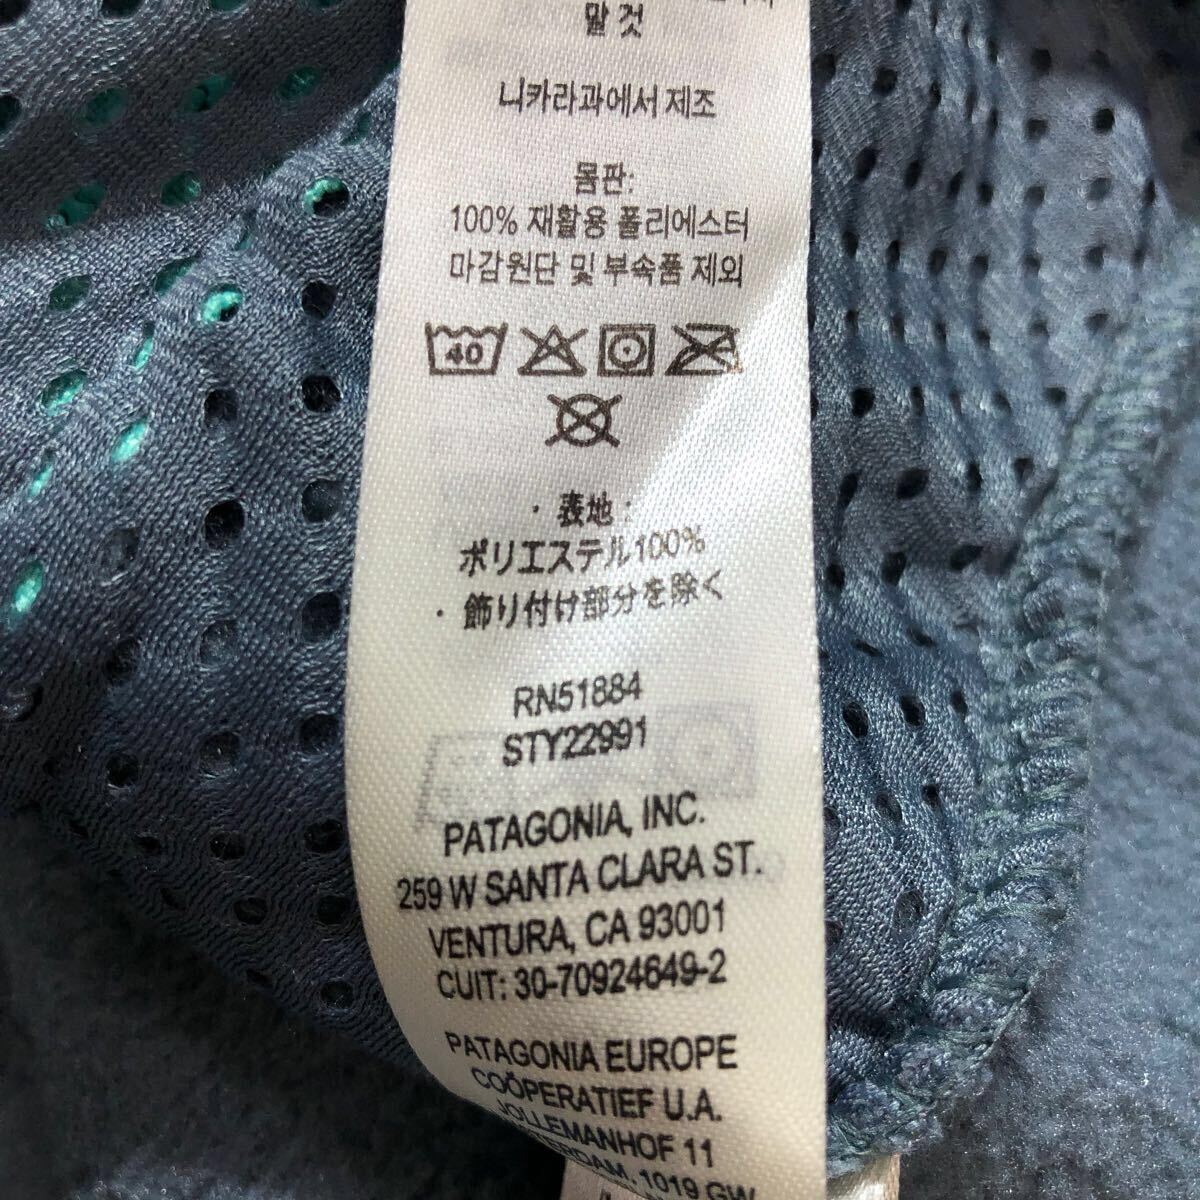 말 것
니카라과에서 제조
몸판:
100% 재활용 폴리에스터
마감원단 및 부속품 제외
40
・表地:
ポリエステル100%
・飾り付け部分を除く
RN51884
STY22991
PATAGONIA, INC.
259 W SANTA CLARA ST.
VENTURA, CA 93001
CUIT: 30-70924649-2
PATAGONIA EUROPE
COÖPERATIEF U.A.
JOLLEMANHOF 11
1019 GW